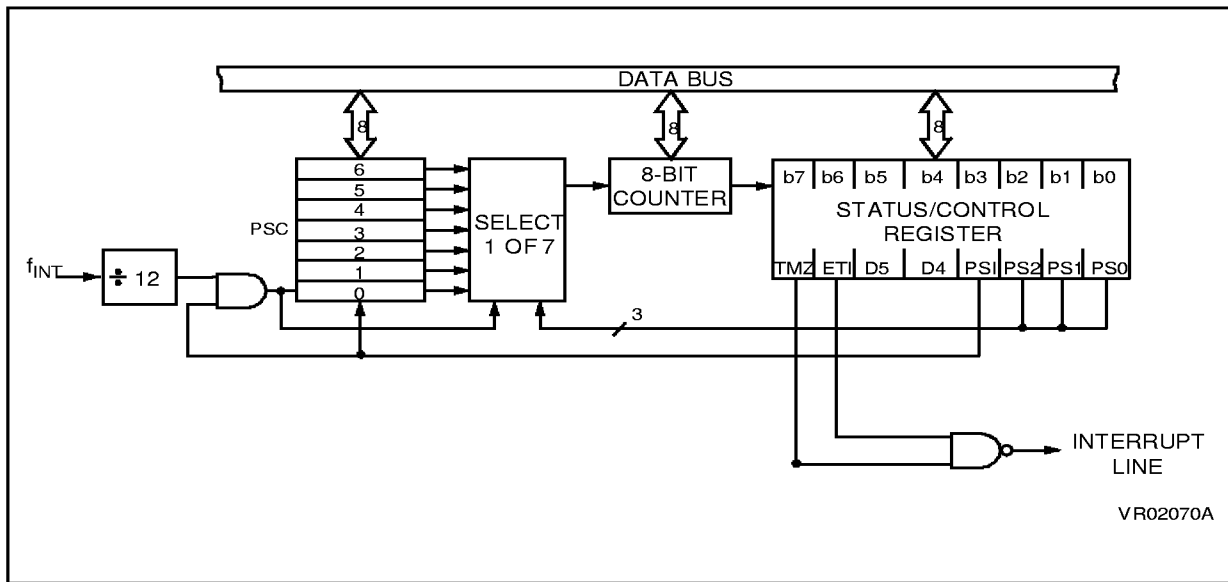 DATA BUS
8
8
8
6
5
4
3
2
1
0
PSC
SELECT
1 OF 7
8-BIT
COUNTER
b7 b6 b5 b4 b3 b2 b1 b0
STATUS/CONTROL
REGISTER
TMZ ETI D5 D4 PSI PS2 PS1 PS0
fINT
÷ 12
3
INTERRUPT
LINE
VR02070A